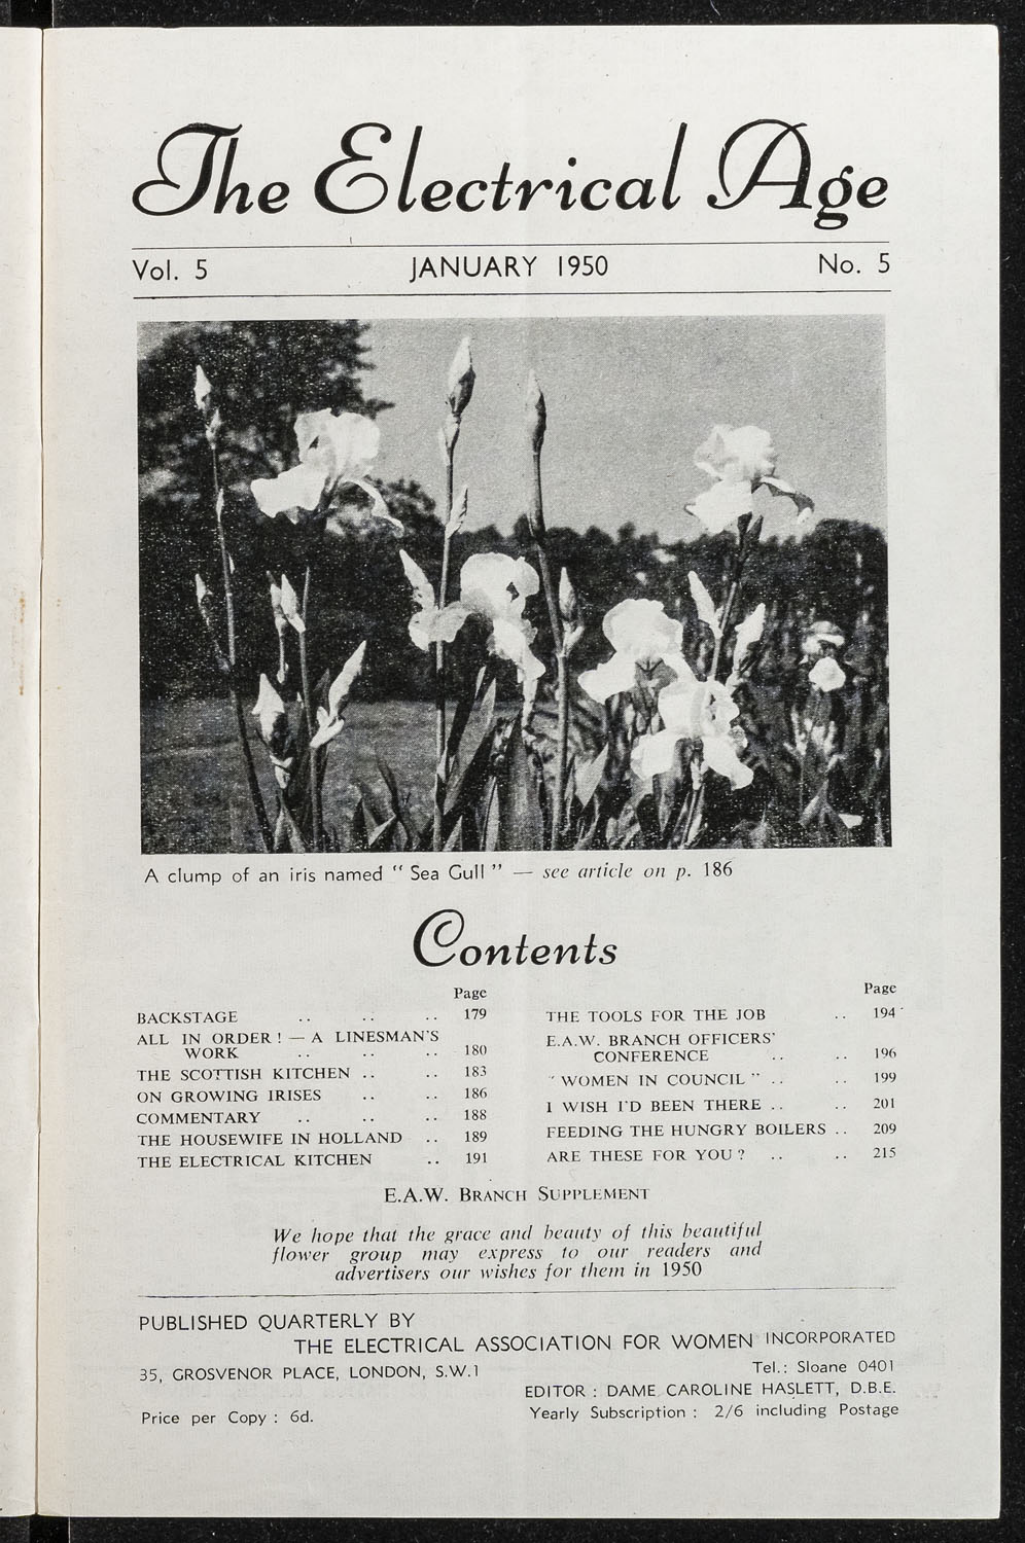 The Electrical Age
Vol. 5 JANUARY 1950 No. 5
A clump of an iris named “ Sea Gull ” — see article on p. 186
Contents
Page
BACKSTAGE .. .. .. 179
ALL IN ORDER ! — A LINESMAN'S
WORK .. .. .. 180
THE SCOTTISH KITCHEN .. .. 183
ON GROWING IRISES .. .. 186
COMMENTARY .. .. .. 188
THE HOUSEWIFE IN HOLLAND .. 189
THE ELECTRICAL KITCHEN .. 191
Page
THE TOOLS FOR THE JOB .. 194
E.A.W. BRANCH OFFICERS'
CONFERENCE .. .. 196
“ WOMEN IN COUNCIL ” .. .. 199
I WISH I'D BEEN THERE .. .. 201
FEEDING THE HUNGRY BOILERS .. 209
ARE THESE FOR YOU ? .. .. 215
E.A.W. BRANCH SUPPLEMENT
We hope that the grace and beauty of this beautiful
flower group may express to our readers and
advertisers our wishes for them in 1950
PUBLISHED QUARTERLY BY
THE ELECTRICAL ASSOCIATION FOR WOMEN INCORPORATED
35, GROSVENOR PLACE, LONDON, S.W.1 Tel.: Sloane 0401
EDITOR : DAME CAROLINE HASLETT, D.B.E.
Price per Copy : 6d. Yearly Subscription : 2/6 including Postage